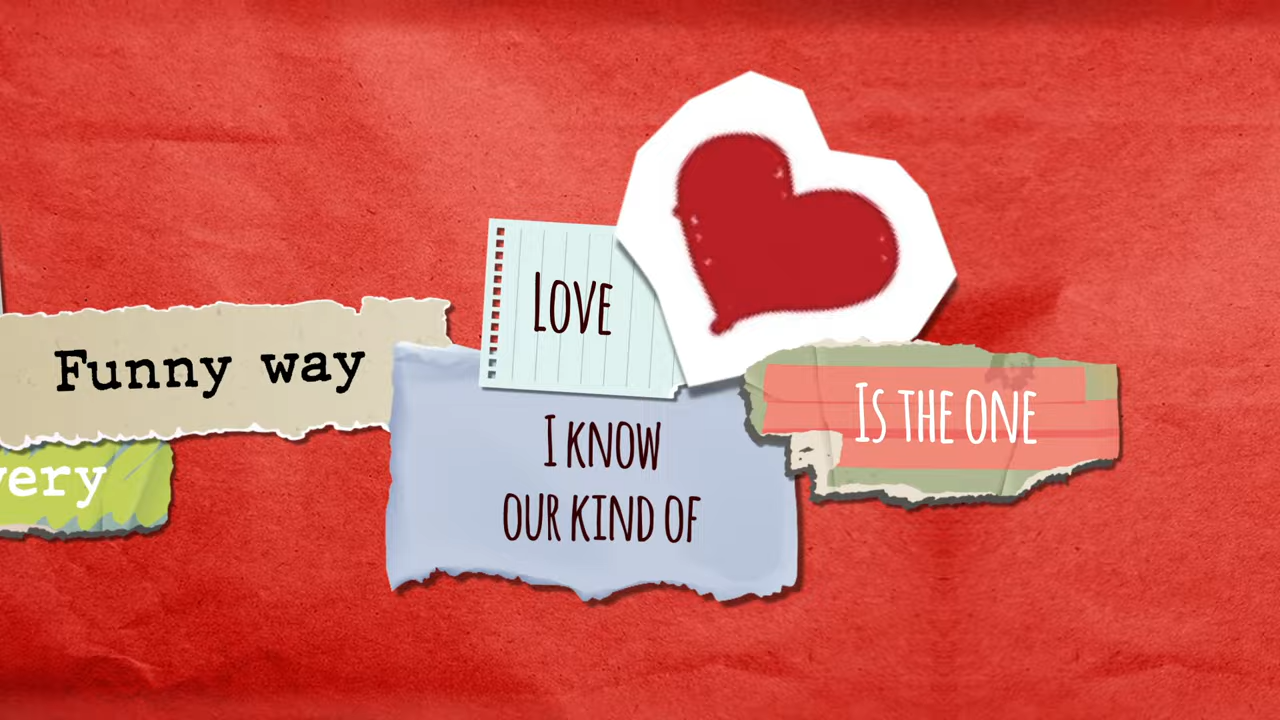 Funny way
very
LOVE
I KNOW
OUR KIND OF
IS THE ONE